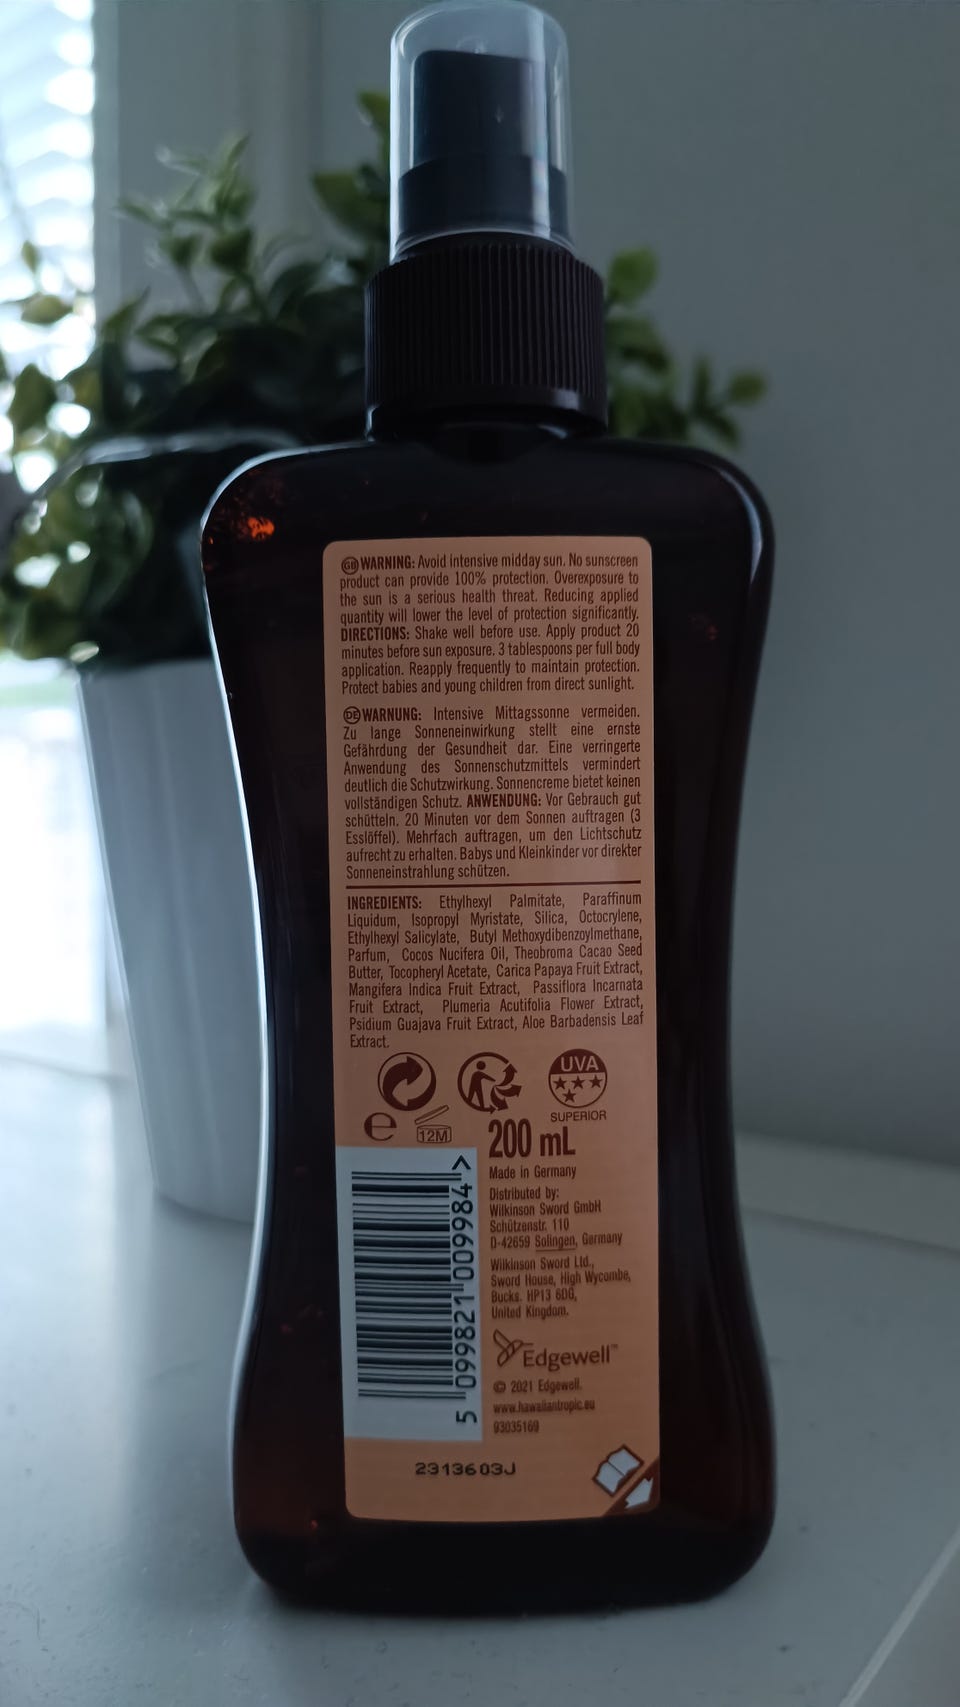 GB WARNING: Avoid intensive midday sun. No sunscreen
product can provide 100% protection. Overexposure to
the sun is a serious health threat. Reducing applied
quantity will lower the level of protection significantly.
DIRECTIONS: Shake well before use. Apply product 20
minutes before sun exposure. 3 tablespoons per full body
application. Reapply frequently to maintain protection.
Protect babies and young children from direct sunlight.
DE WARNUNG: Intensive Mittagssonne vermeiden.
Zu lange Sonneneinwirkung stellt eine ernste
Gefährdung der Gesundheit dar. Eine verringerte
Anwendung des Sonnenschutzmittels vermindert
deutlich die Schutzwirkung. Sonnencreme bietet keinen
vollständigen Schutz. ANWENDUNG: Vor Gebrauch gut
schütteln. 20 Minuten vor dem Sonnen auftragen (3
Esslöffel). Mehrfach auftragen, um den Lichtschutz
aufrecht zu erhalten. Babys und Kleinkinder vor direkter
Sonneneinstrahlung schützen.
INGREDIENTS: Ethylhexyl Palmitate, Paraffinum
Liquidum, Isopropyl Myristate, Silica, Octocrylene,
Ethylhexyl Salicylate, Butyl Methoxydibenzoylmethane,
Parfum, Cocos Nucifera Oil, Theobroma Cacao Seed
Butter, Tocopheryl Acetate, Carica Papaya Fruit Extract,
Mangifera Indica Fruit Extract, Passiflora Incarnata
Fruit Extract, Plumeria Acutifolia Flower Extract,
Psidium Guajava Fruit Extract, Aloe Barbadensis Leaf
Extract.
UVA
SUPERIOR
e 12M 200 mL
Made in Germany
Distributed by:
Wilkinson Sword GmbH
Schützenstr. 110
D-42659 Solingen, Germany
Wilkinson Sword Ltd.,
Sword House, High Wycombe,
Bucks. HP13 6DG,
United Kingdom.
Edgewell™
© 2021 Edgewell.
www.hawaiiantropic.eu
93035169
5 099821 009984 >
2313603J